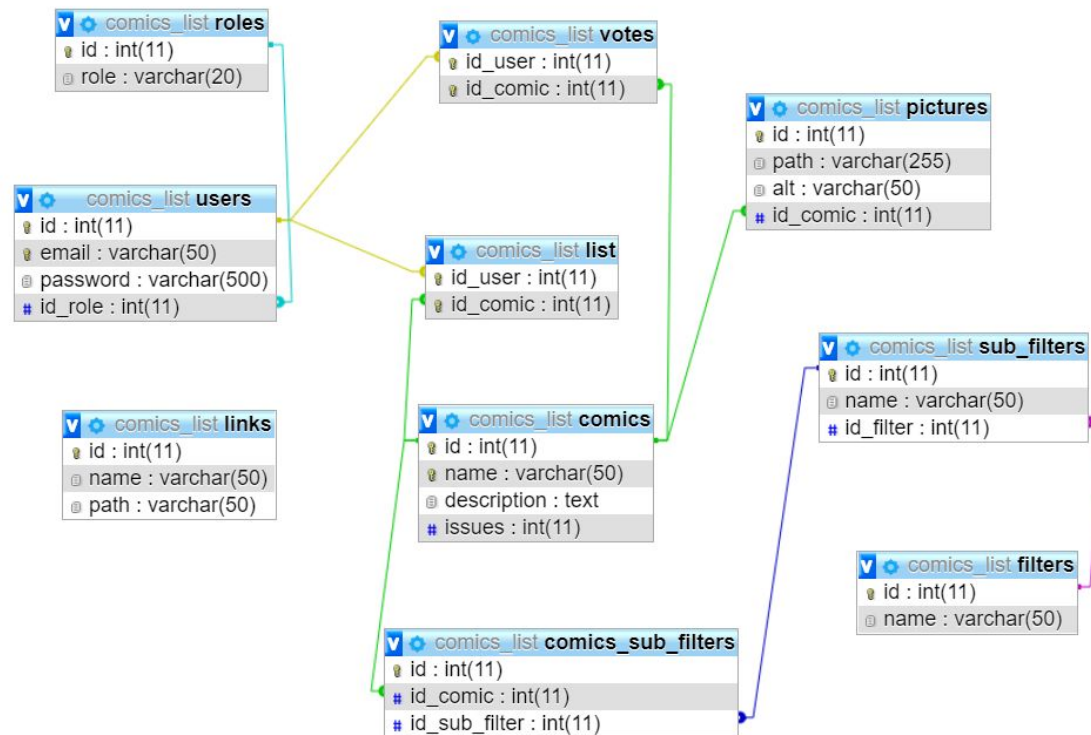 comics_list roles
id : int(11)
role : varchar(20)
comics_list votes
id_user : int(11)
id_comic : int(11)
comics_list pictures
id : int(11)
path : varchar(255)
alt : varchar(50)
id_comic : int(11)
comics_list users
id : int(11)
email : varchar(50)
password : varchar(500)
id_role : int(11)
comics_list list
id_user : int(11)
id_comic : int(11)
comics_list sub_filters
id : int(11)
name : varchar(50)
id_filter : int(11)
comics_list links
id : int(11)
name : varchar(50)
path : varchar(50)
comics_list comics
id : int(11)
name : varchar(50)
description : text
issues : int(11)
comics_list filters
id : int(11)
name : varchar(50)
comics_list comics_sub_filters
id : int(11)
id_comic : int(11)
id_sub_filter : int(11)